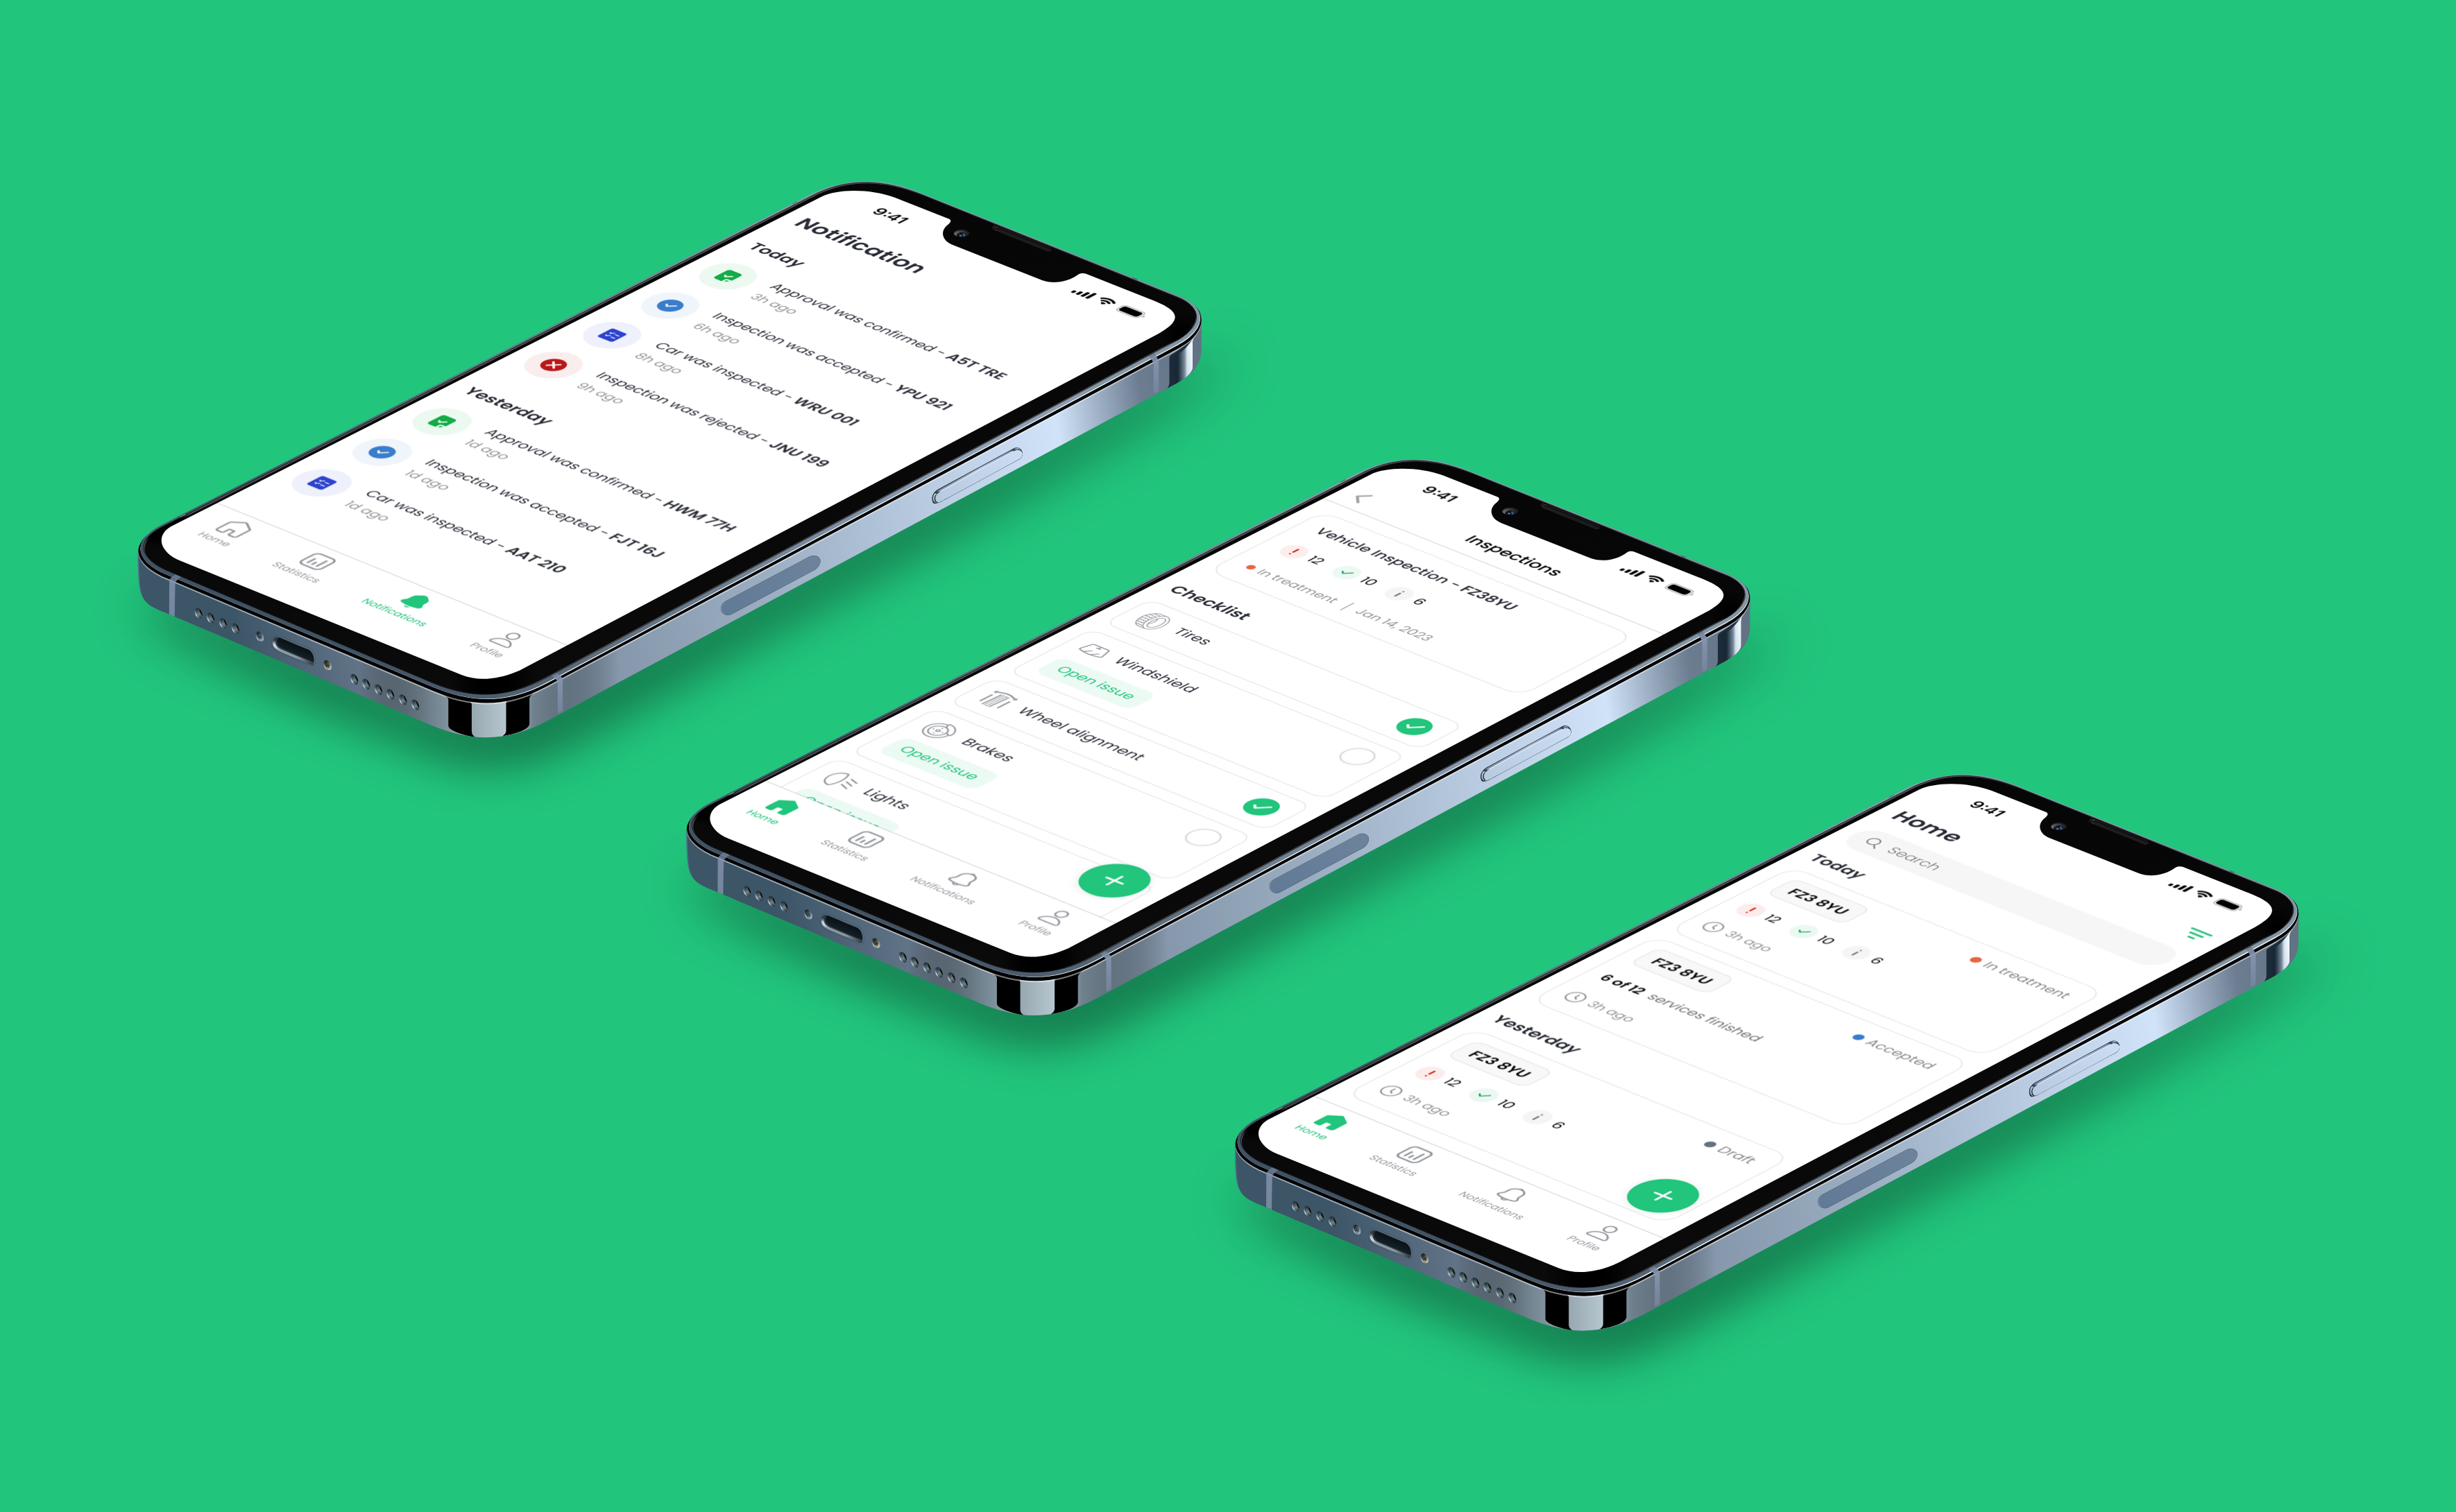 9:41
Notification
Today
Approval was confirmed - A5T TRE
3h ago
Inspection was accepted - YPU 921
6h ago
Car was inspected - WRU 001
8h ago
Inspection was rejected - JNU 199
9h ago
Yesterday
Approval was confirmed - HWM 77H
1d ago
Inspection was accepted - FJT 16J
1d ago
Car was inspected - AAT 210
1d ago
Home
Statistics
Notifications
Profile
9:41
Inspections
Vehicle Inspection - FZ38YU
12 10 6
In treatment | Jan 14, 2023
Checklist
Tires
Windshield
Open issue
Wheel alignment
Brakes
Open issue
Lights
Home
Statistics
Notifications
Profile
9:41
Home
Search
Today
FZ3 8YU
12 10 6
In treatment
3h ago
FZ3 8YU
6 of 12 services finished
Accepted
3h ago
Yesterday
FZ3 8YU
12 10 6
Draft
3h ago
Home
Statistics
Notifications
Profile